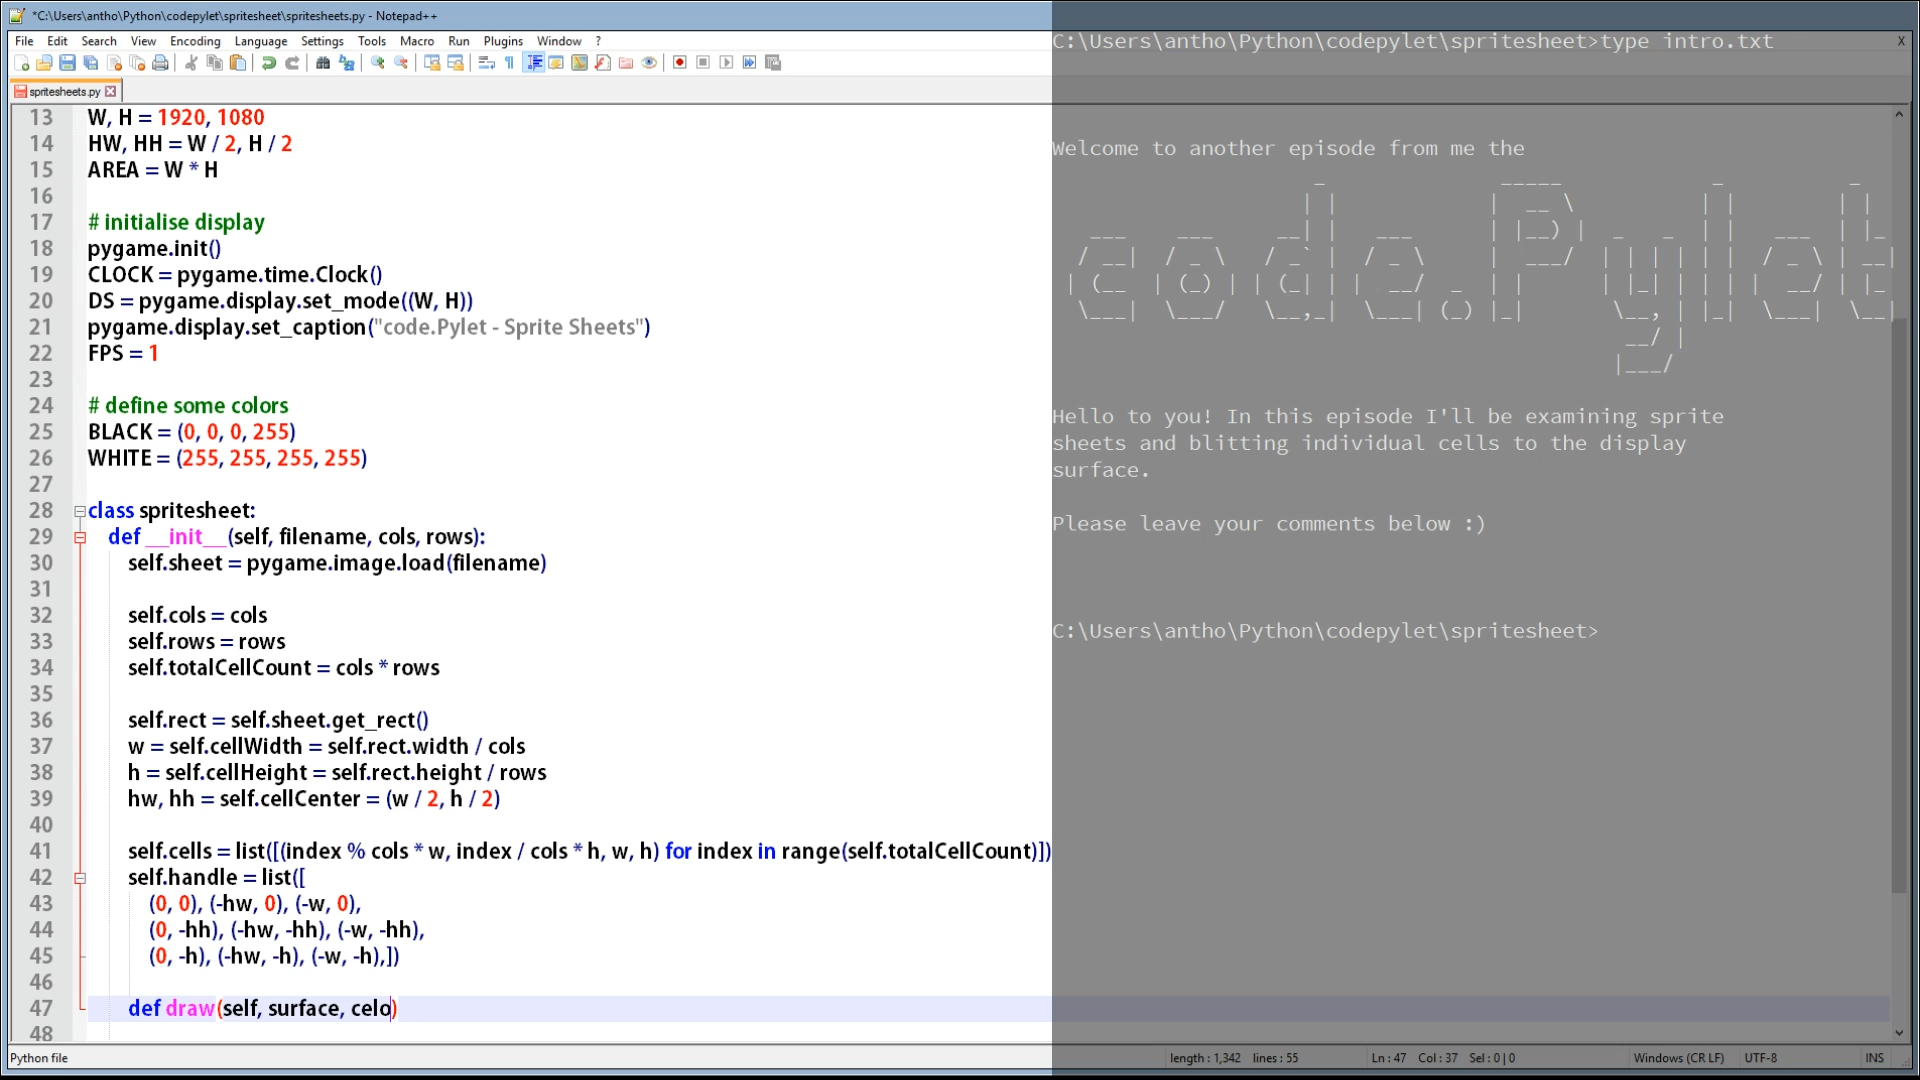 *C:\Users\antho\Python\codepylet\spritesheet\spritesheets.py - Notepad++
File Edit Search View Encoding Language Settings Tools Macro Run Plugins Window ?
spritesheets.py
13 W, H = 1920, 1080
14 HW, HH = W / 2, H / 2
15 AREA = W * H
16
17 # initialise display
18 pygame.init()
19 CLOCK = pygame.time.Clock()
20 DS = pygame.display.set_mode((W, H))
21 pygame.display.set_caption("code.Pylet - Sprite Sheets")
22 FPS = 1
23
24 # define some colors
25 BLACK = (0, 0, 0, 255)
26 WHITE = (255, 255, 255, 255)
27
28 class spritesheet:
29 def __init__(self, filename, cols, rows):
30 self.sheet = pygame.image.load(filename)
31
32 self.cols = cols
33 self.rows = rows
34 self.totalCellCount = cols * rows
35
36 self.rect = self.sheet.get_rect()
37 w = self.cellWidth = self.rect.width / cols
38 h = self.cellHeight = self.rect.height / rows
39 hw, hh = self.cellCenter = (w / 2, h / 2)
40
41 self.cells = list([(index % cols * w, index / cols * h, w, h) for index in range(self.totalCellCount)])
42 self.handle = list([
43 (0, 0), (-hw, 0), (-w, 0),
44 (0, -hh), (-hw, -hh), (-w, -hh),
45 (0, -h), (-hw, -h), (-w, -h),])
46
47 def draw(self, surface, celo)
48
C:\Users\antho\Python\codepylet\spritesheet>type intro.txt
X
Welcome to another episode from me the
code.Pylet
Hello to you! In this episode I'll be examining sprite
sheets and blitting individual cells to the display
surface.
Please leave your comments below :)
C:\Users\antho\Python\codepylet\spritesheet>
Python file length : 1,342 lines : 55 Ln : 47 Col : 37 Sel : 0 | 0 Windows (CR LF) UTF-8 INS